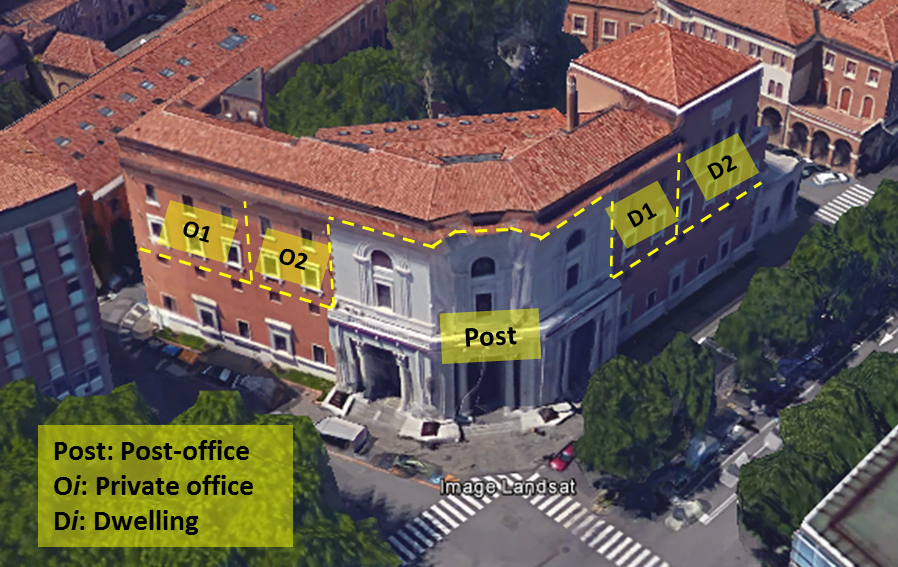 O1
O2
D1
D2
Post
Post: Post-office
Oi: Private office
Di: Dwelling
Image Landsat